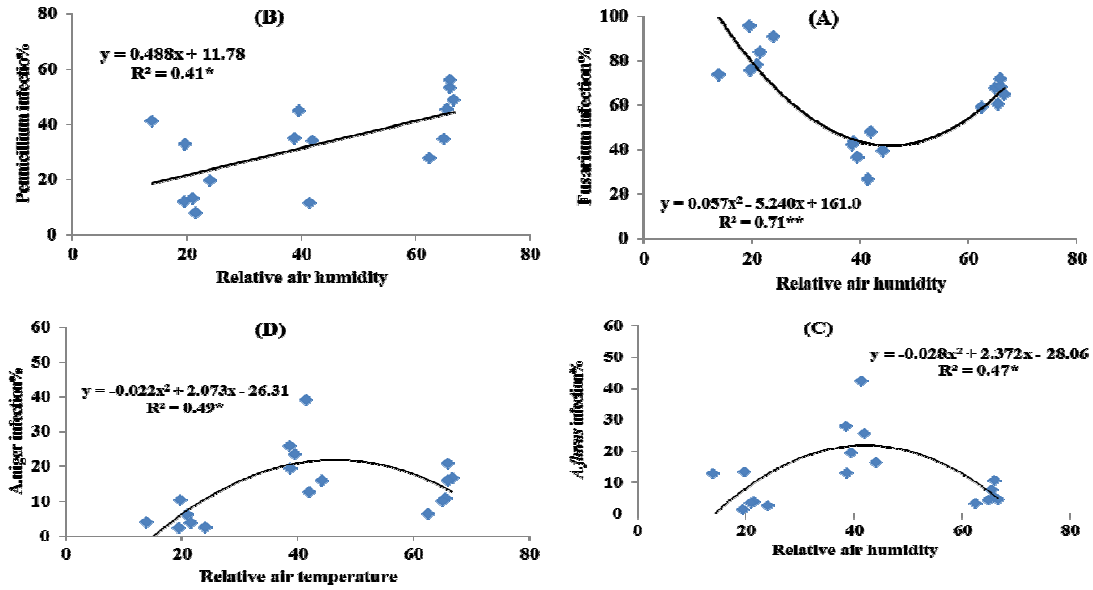 (B)
80
60
40
20
0
0 20 40 60 80
Penicillium infection%
y = 0.488x + 11.78
R² = 0.41*
Relative air humidity
(A)
100
80
60
40
20
0
0 20 40 60 80
Fusarium infection%
y = 0.057x² - 5.240x + 161.0
R² = 0.71**
Relative air humidity
(D)
60
50
40
30
20
10
0
0 20 40 60 80
A.niger infection%
y = -0.022x² + 2.073x - 26.31
R² = 0.49*
Relative air temperature
(C)
60
50
40
30
20
10
0
0 20 40 60 80
A.flavus infection%
y = -0.028x² + 2.372x - 28.06
R² = 0.47*
Relative air humidity